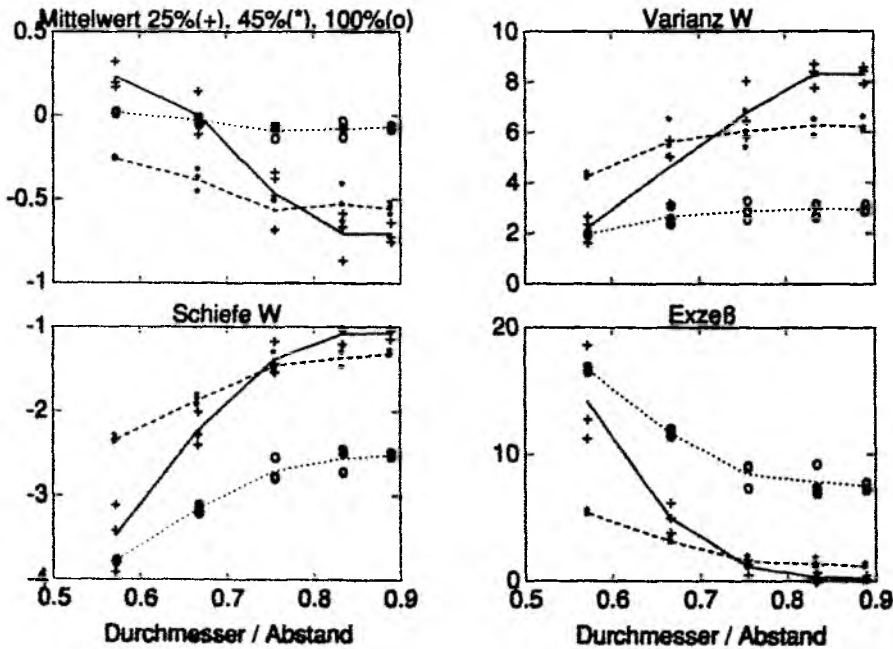 Mittelwert 25%(+), 45%(*), 100%(o)
0.5
0
-0.5
-1
Varianz W
10
8
6
4
2
0
Schiefe W
-1
-2
-3
-4
0.5 0.6 0.7 0.8 0.9
Durchmesser / Abstand
Exzeß
20
10
0
0.5 0.6 0.7 0.8 0.9
Durchmesser / Abstand